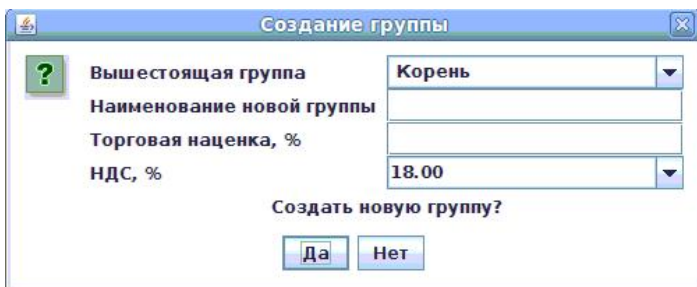 Создание группы
?
Вышестоящая группа Корень
Наименование новой группы
Торговая наценка, %
НДС, % 18.00
Создать новую группу?
Да Нет